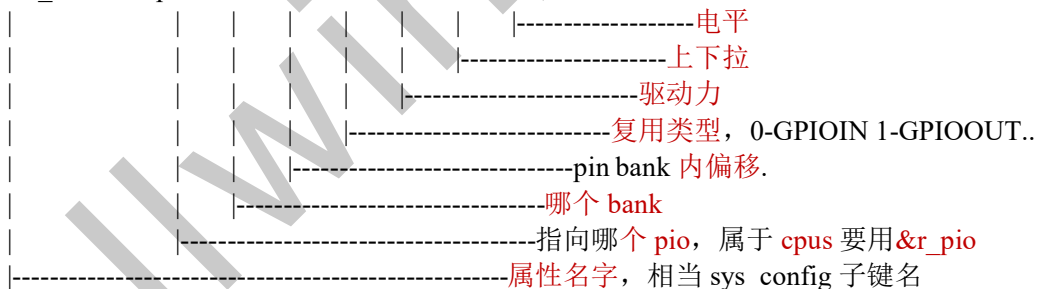 | | | | | | | |-------------------电平
| | | | | | |----------------------上下拉
| | | | | |-------------------------驱动力
| | | | |----------------------------复用类型，0-GPIOIN 1-GPIOOUT..
| | | |------------------------------pin bank 内偏移.
| | |---------------------------------哪个 bank
| |--------------------------------------指向哪个 pio，属于 cpus 要用&r_pio
|-----------------------------------------------------属性名字，相当 sys_config 子键名